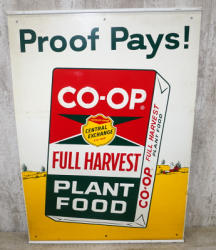 Proof Pays!
CO-OP
CENTRAL
EXCHANGE
FULL HARVEST
PLANT
FOOD
CO-OP
FULL HARVEST
PLANT FOOD